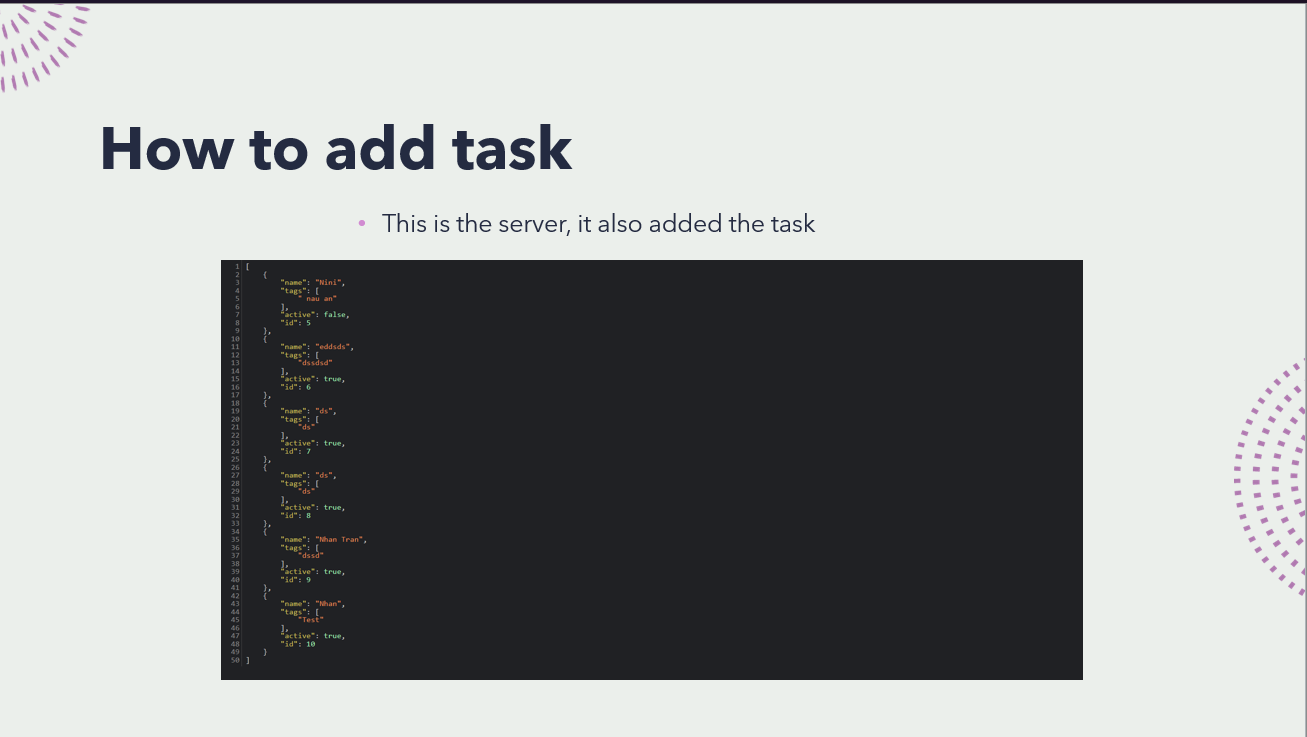 How to add task
• This is the server, it also added the task
1 [
2 {
3 "name": "Nini",
4 "tags": [
5 " nau an"
6 ],
7 "active": false,
8 "id": 5
9 },
10 {
11 "name": "eddsds",
12 "tags": [
13 "dssdsd"
14 ],
15 "active": true,
16 "id": 6
17 },
18 {
19 "name": "ds",
20 "tags": [
21 "ds"
22 ],
23 "active": true,
24 "id": 7
25 },
26 {
27 "name": "ds",
28 "tags": [
29 "ds"
30 ],
31 "active": true,
32 "id": 8
33 },
34 {
35 "name": "Nhan Tran",
36 "tags": [
37 "dssd"
38 ],
39 "active": true,
40 "id": 9
41 },
42 {
43 "name": "Nhan",
44 "tags": [
45 "Test"
46 ],
47 "active": true,
48 "id": 10
49 }
50 ]